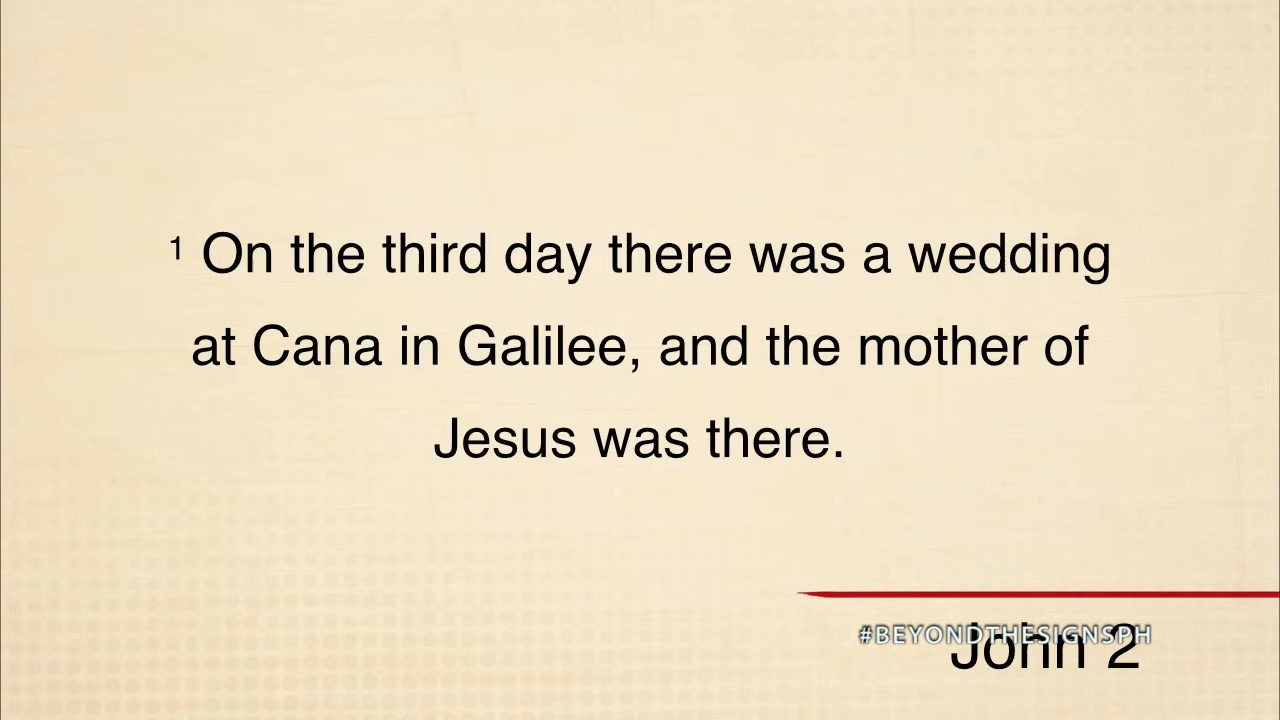 ¹ On the third day there was a wedding
at Cana in Galilee, and the mother of
Jesus was there.
#BEYONDTHESIGNSPH
John 2